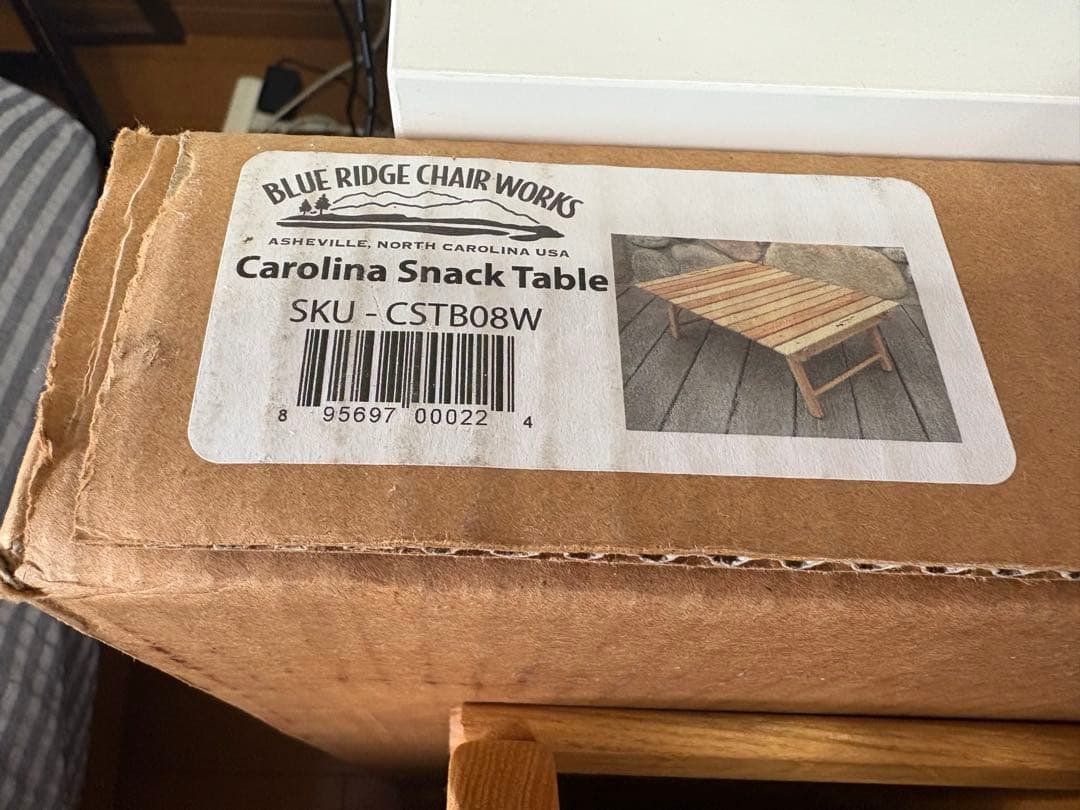 BLUE RIDGE CHAIR WORKS
ASHEVILLE, NORTH CAROLINA USA
Carolina Snack Table
SKU - CSTB08W
8 95697 00022 4